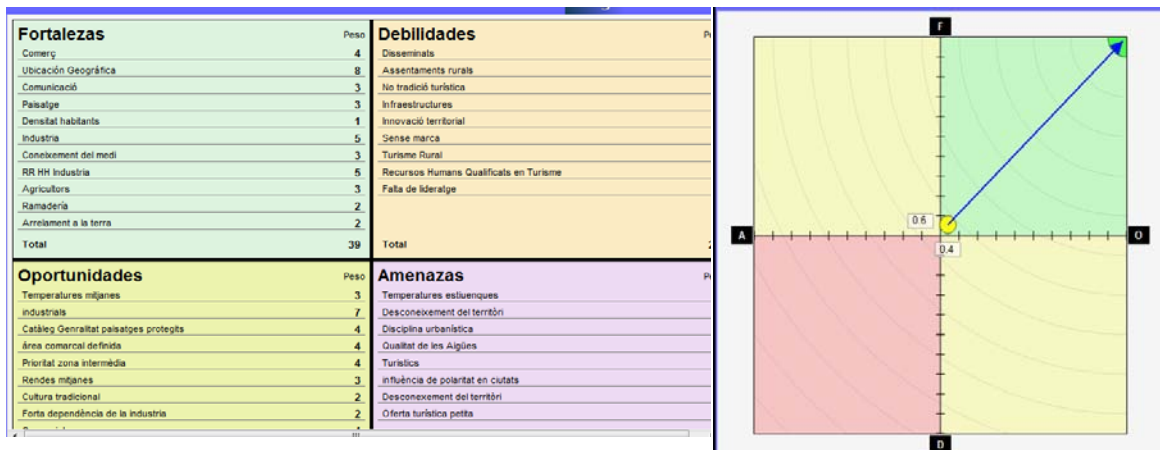 Fortalezas Peso
Comerç 4
Ubicación Geográfica 8
Comunicació 3
Paisatge 3
Densitat habitants 1
Industria 5
Coneixement del medi 3
RR HH Industria 5
Agricultors 3
Ramadería 2
Arrelament a la terra 2
Total 39
Debilidades
Disseminats
Assentaments rurals
No tradició turística
Infraestructures
Innovació territorial
Sense marca
Turisme Rural
Recursos Humans Qualificats en Turisme
Falta de lideratge
Total
Oportunidades Peso
Temperatures mitjanes 3
industrials 7
Catàleg Genralitat paisatges protegits 4
área comarcal definida 4
Prioritat zona intermèdia 4
Rendes mitjanes 3
Cultura tradicional 2
Forta dependència de la industria 2
Amenazas
Temperatures estiuenques
Desconeixement del territòri
Disciplina urbanística
Qualitat de les Aigües
Turistics
influència de polaritat en ciutats
Desconexement del territòri
Oferta turística petita
F
0.6
A
O
0.4
D